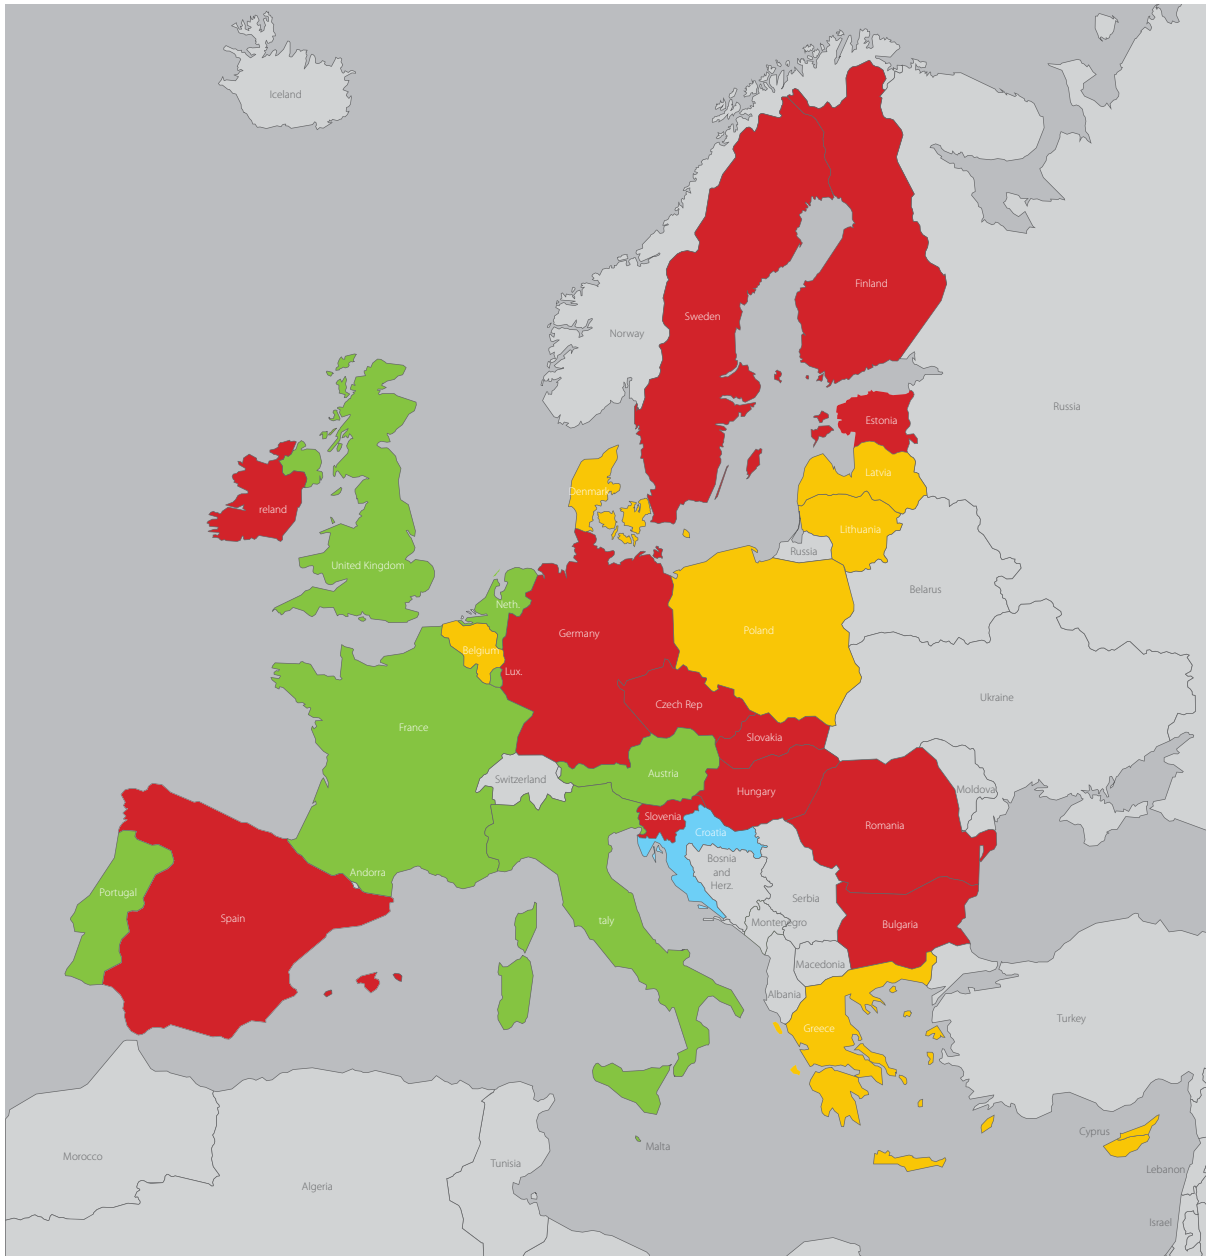 Iceland
Finland
Sweden
Norway
Russia
Estonia
Latvia
Denmark
reland
Lithuania
Russia
United Kingdom
Belarus
Neth.
Poland
Germany
Belgium
Lux.
Ukraine
Czech Rep
France
Slovakia
Austria
Switzerland
Moldova
Hungary
Slovenia
Romania
Croatia
Bosnia
and
Herz.
Andorra
Portugal
Serbia
Spain
taly
Montenegro
Bulgaria
Macedonia
Albania
Turkey
Greece
Cyprus
Malta
Morocco
Tunisia
Lebanon
Algeria
Israel